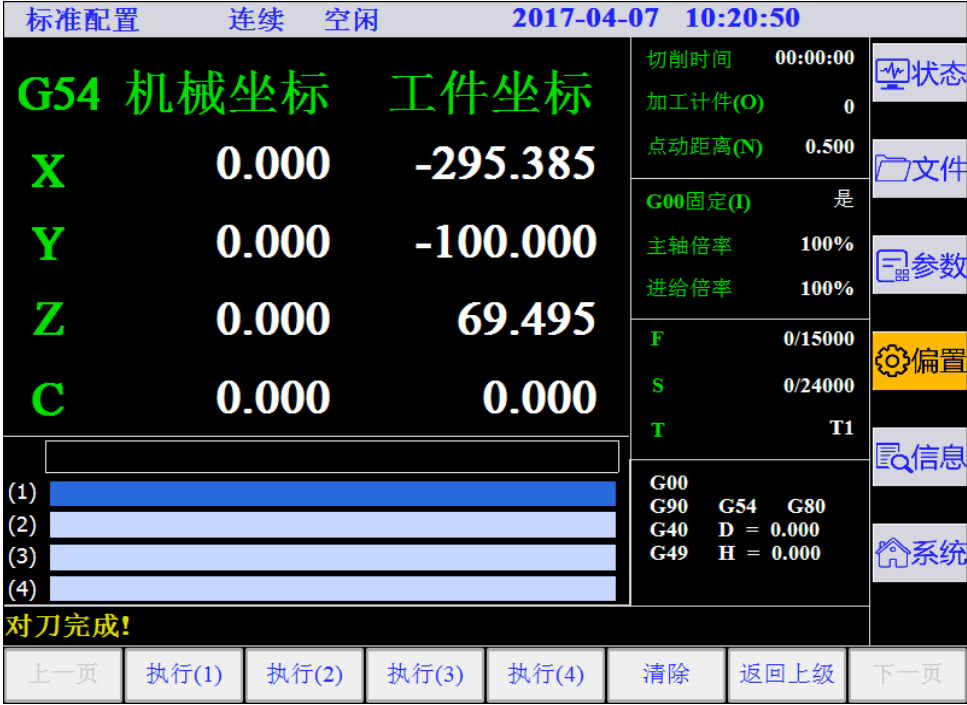 标准配置 连续 空闲 2017-04-07 10:20:50
G54 机械坐标 工件坐标
X 0.000 -295.385
Y 0.000 -100.000
Z 0.000 69.495
C 0.000 0.000
切削时间 00:00:00
加工计件(O) 0
点动距离(N) 0.500
G00固定(I) 是
主轴倍率 100%
进给倍率 100%
F 0/15000
S 0/24000
T T1
G00
G90 G54 G80
G40 D = 0.000
G49 H = 0.000
状态
文件
参数
偏置
信息
系统
(1)
(2)
(3)
(4)
对刀完成!
上一页 执行(1) 执行(2) 执行(3) 执行(4) 清除 返回上级 下一页